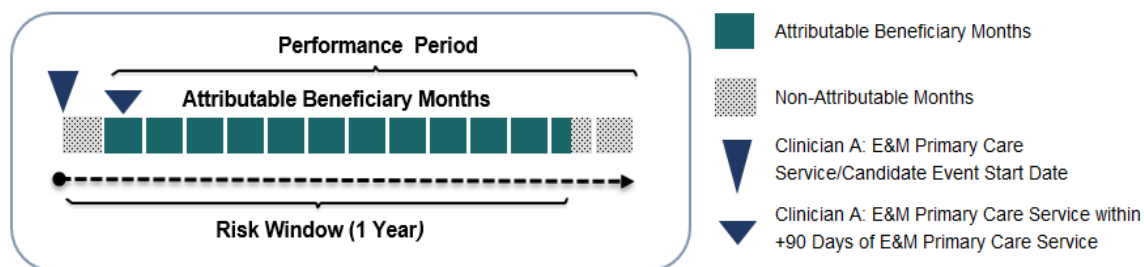 Performance Period
Attributable Beneficiary Months
Risk Window (1 Year)
Attributable Beneficiary Months
Non-Attributable Months
Clinician A: E&M Primary Care
Service/Candidate Event Start Date
Clinician A: E&M Primary Care Service within
+90 Days of E&M Primary Care Service